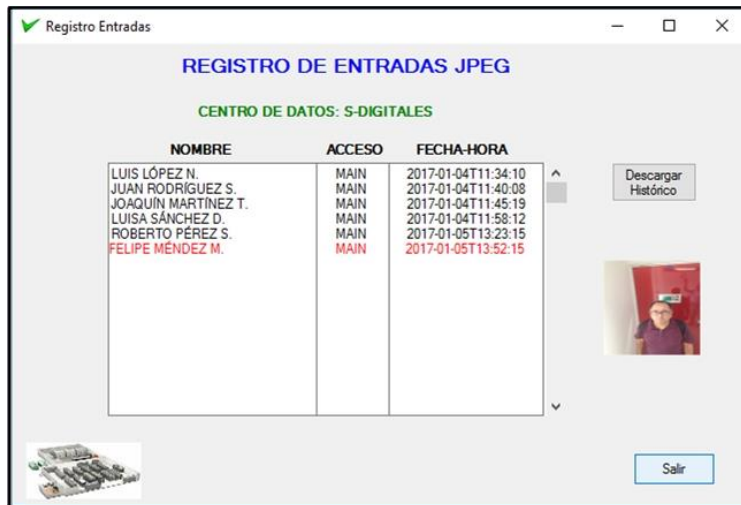 Registro Entradas
REGISTRO DE ENTRADAS JPEG
CENTRO DE DATOS: S-DIGITALES
NOMBRE ACCESO FECHA-HORA
LUIS LÓPEZ N. MAIN 2017-01-04T11:34:10
JUAN RODRÍGUEZ S. MAIN 2017-01-04T11:40:08
JOAQUÍN MARTÍNEZ T. MAIN 2017-01-04T11:45:19
LUISA SÁNCHEZ D. MAIN 2017-01-04T11:58:12
ROBERTO PÉREZ S. MAIN 2017-01-05T13:23:15
FELIPE MÉNDEZ M. MAIN 2017-01-05T13:52:15
Descargar
Histórico
Salir